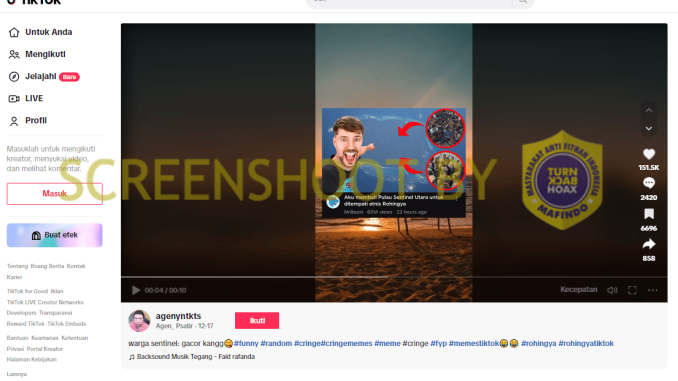 TikTok
Untuk Anda
Mengikuti
Jelajahi Baru
LIVE
Profil
Masuklah untuk mengikuti
kreator, menyukai video,
dan melihat komentar.
Masuk
Buat efek
Tentang Ruang Berita Kontak
Karier
TikTok for Good Iklan
TikTok LIVE Creator Networks
Developers Transparansi
Reward TikTok TikTok Embeds
Bantuan Keamanan Ketentuan
Privasi Portal Kreator
Halaman Kebijakan
Lainnya
Aku membeli Pulau Sentinel Utara untuk
ditempati etnis Rohingya
MrBeast
23 hours ago
MASYARAKAT ANTI FITNAH INDONESIA
TURN
BACK
HOAX
MAFINDO
151.5K
2420
6696
858
00:04 / 00:10
Kecepatan
agenyntkts
Agen_ Psatir · 12-17
Ikuti
warga sentinel: gacor kangg😋#funny #random #cringe#cringememes #meme #cringe #fyp #memestiktok😂😂 #rohingya #rohingyatiktok
♫ Backsound Musik Tegang - Faid rafanda